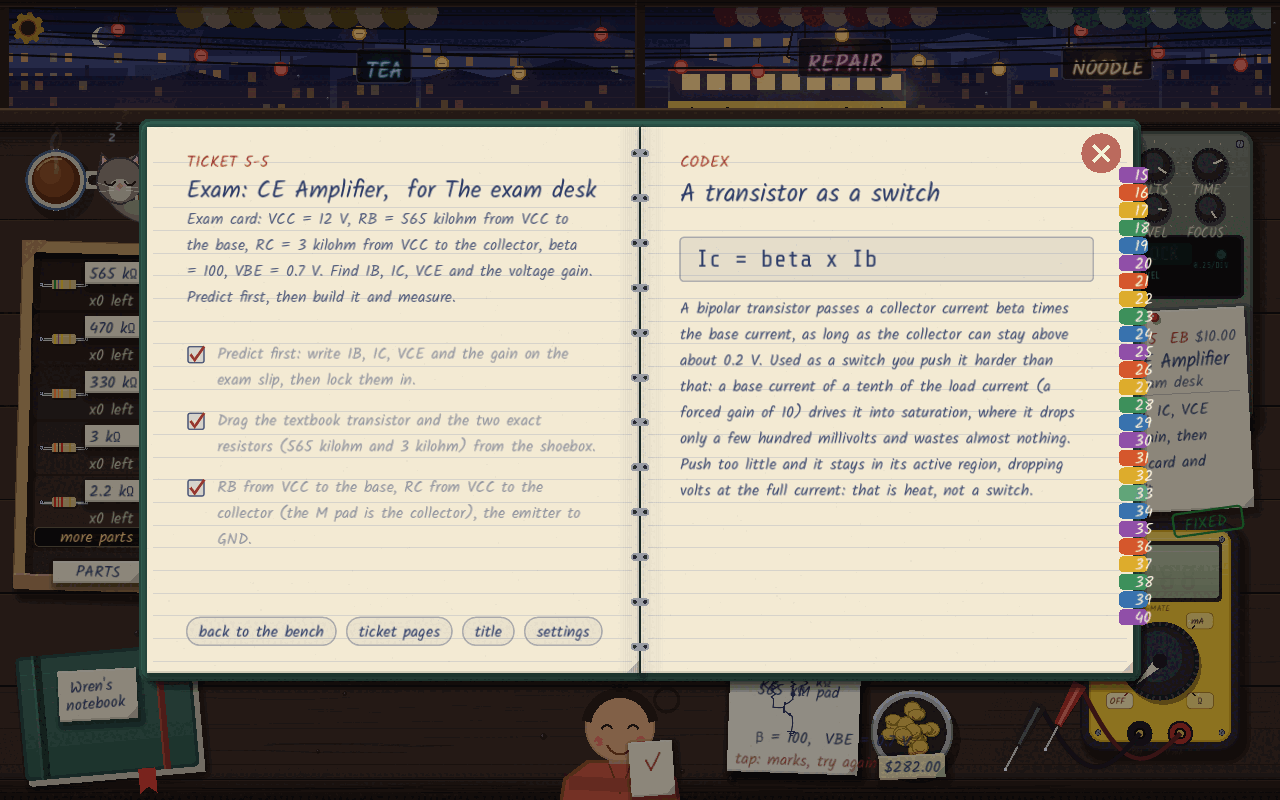 TEA
REPAIR
NOODLE
TICKET 5-5
Exam: CE Amplifier, for The exam desk
Exam card: VCC = 12 V, RB = 565 kilohm from VCC to
the base, RC = 3 kilohm from VCC to the collector, beta
= 100, VBE = 0.7 V. Find IB, IC, VCE and the voltage gain.
Predict first, then build it and measure.
Predict first: write IB, IC, VCE and the gain on the
exam slip, then lock them in.
Drag the textbook transistor and the two exact
resistors (565 kilohm and 3 kilohm) from the shoebox.
RB from VCC to the base, RC from VCC to the
collector (the M pad is the collector), the emitter to
GND.
back to the bench
ticket pages
title
settings
CODEX
A transistor as a switch
Ic = beta x Ib
A bipolar transistor passes a collector current beta times
the base current, as long as the collector can stay above
about 0.2 V. Used as a switch you push it harder than
that: a base current of a tenth of the load current (a
forced gain of 10) drives it into saturation, where it drops
only a few hundred millivolts and wastes almost nothing.
Push too little and it stays in its active region, dropping
volts at the full current: that is heat, not a switch.
15
16
17
18
19
20
21
22
23
24
25
26
27
28
29
30
31
32
33
34
35
36
37
38
39
40
z
z
565 kΩ
x0 left
470 kΩ
x0 left
330 kΩ
x0 left
3 kΩ
x0 left
2.2 kΩ
x0 left
more parts
PARTS
Wren's
notebook
TIME
FOCUS
5 EB $10.00
Amplifier
desk
IC, VCE
then
card and
FIXED
mA
OFF
Ω
pad
B = 100, VBE
tap: marks, try again
$282.00